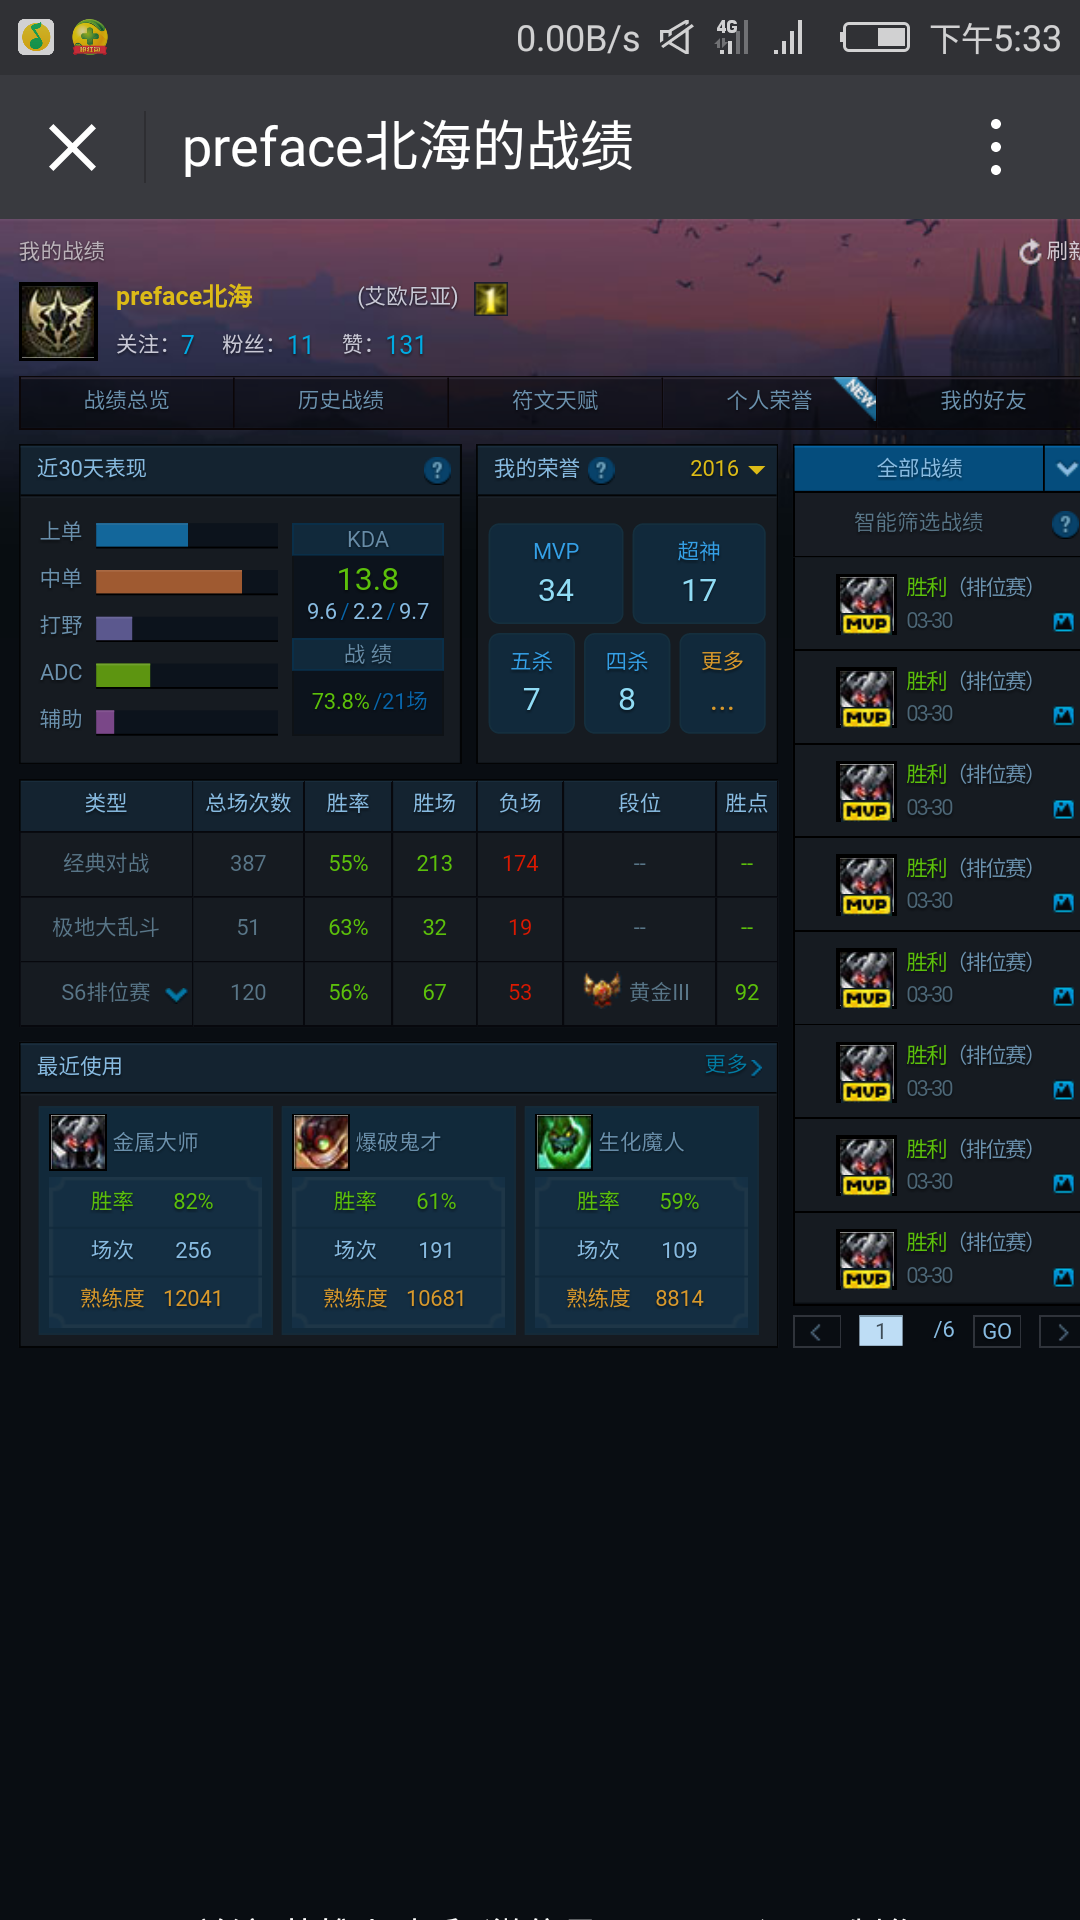 0.00B/s 4G 下午5:33
preface北海的战绩
我的战绩
刷新
preface北海 (艾欧尼亚) 1
关注：7 粉丝：11 赞：131
战绩总览 历史战绩 符文天赋 个人荣誉 NEW 我的好友
近30天表现 ?
上单
中单
打野
ADC
辅助
KDA
13.8
9.6/2.2/9.7
战 绩
73.8%/21场
我的荣誉 ? 2016
MVP 超神
34 17
五杀 四杀 更多
7 8 ...
类型 总场次数 胜率 胜场 负场 段位 胜点
经典对战 387 55% 213 174 -- --
极地大乱斗 51 63% 32 19 -- --
S6排位赛 120 56% 67 53 黄金III 92
最近使用 更多
金属大师
胜率 82%
场次 256
熟练度 12041
爆破鬼才
胜率 61%
场次 191
熟练度 10681
生化魔人
胜率 59%
场次 109
熟练度 8814
全部战绩
智能筛选战绩 ?
MVP 胜利（排位赛）
03-30
MVP 胜利（排位赛）
03-30
MVP 胜利（排位赛）
03-30
MVP 胜利（排位赛）
03-30
MVP 胜利（排位赛）
03-30
MVP 胜利（排位赛）
03-30
MVP 胜利（排位赛）
03-30
MVP 胜利（排位赛）
03-30
1 /6 GO